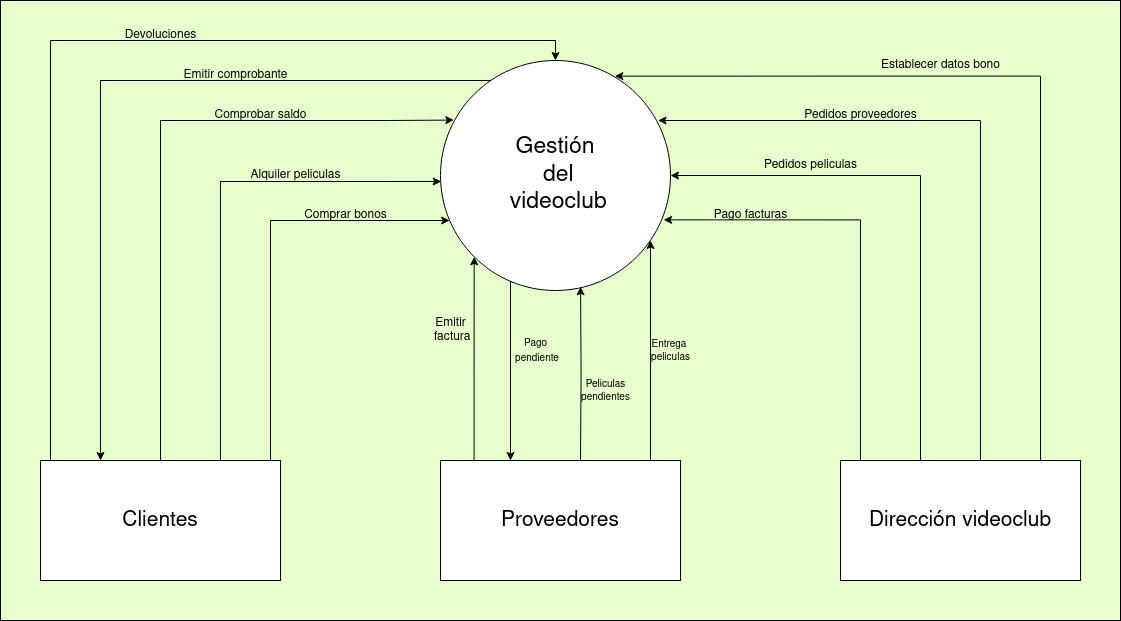 Devoluciones
Emitir comprobante
Comprobar saldo
Alquiler peliculas
Comprar bonos
Establecer datos bono
Pedidos proveedores
Pedidos peliculas
Pago facturas
Gestión
del
videoclub
Emitir
factura
Pago
pendiente
Peliculas
pendientes
Entrega
peliculas
Clientes
Proveedores
Dirección videoclub